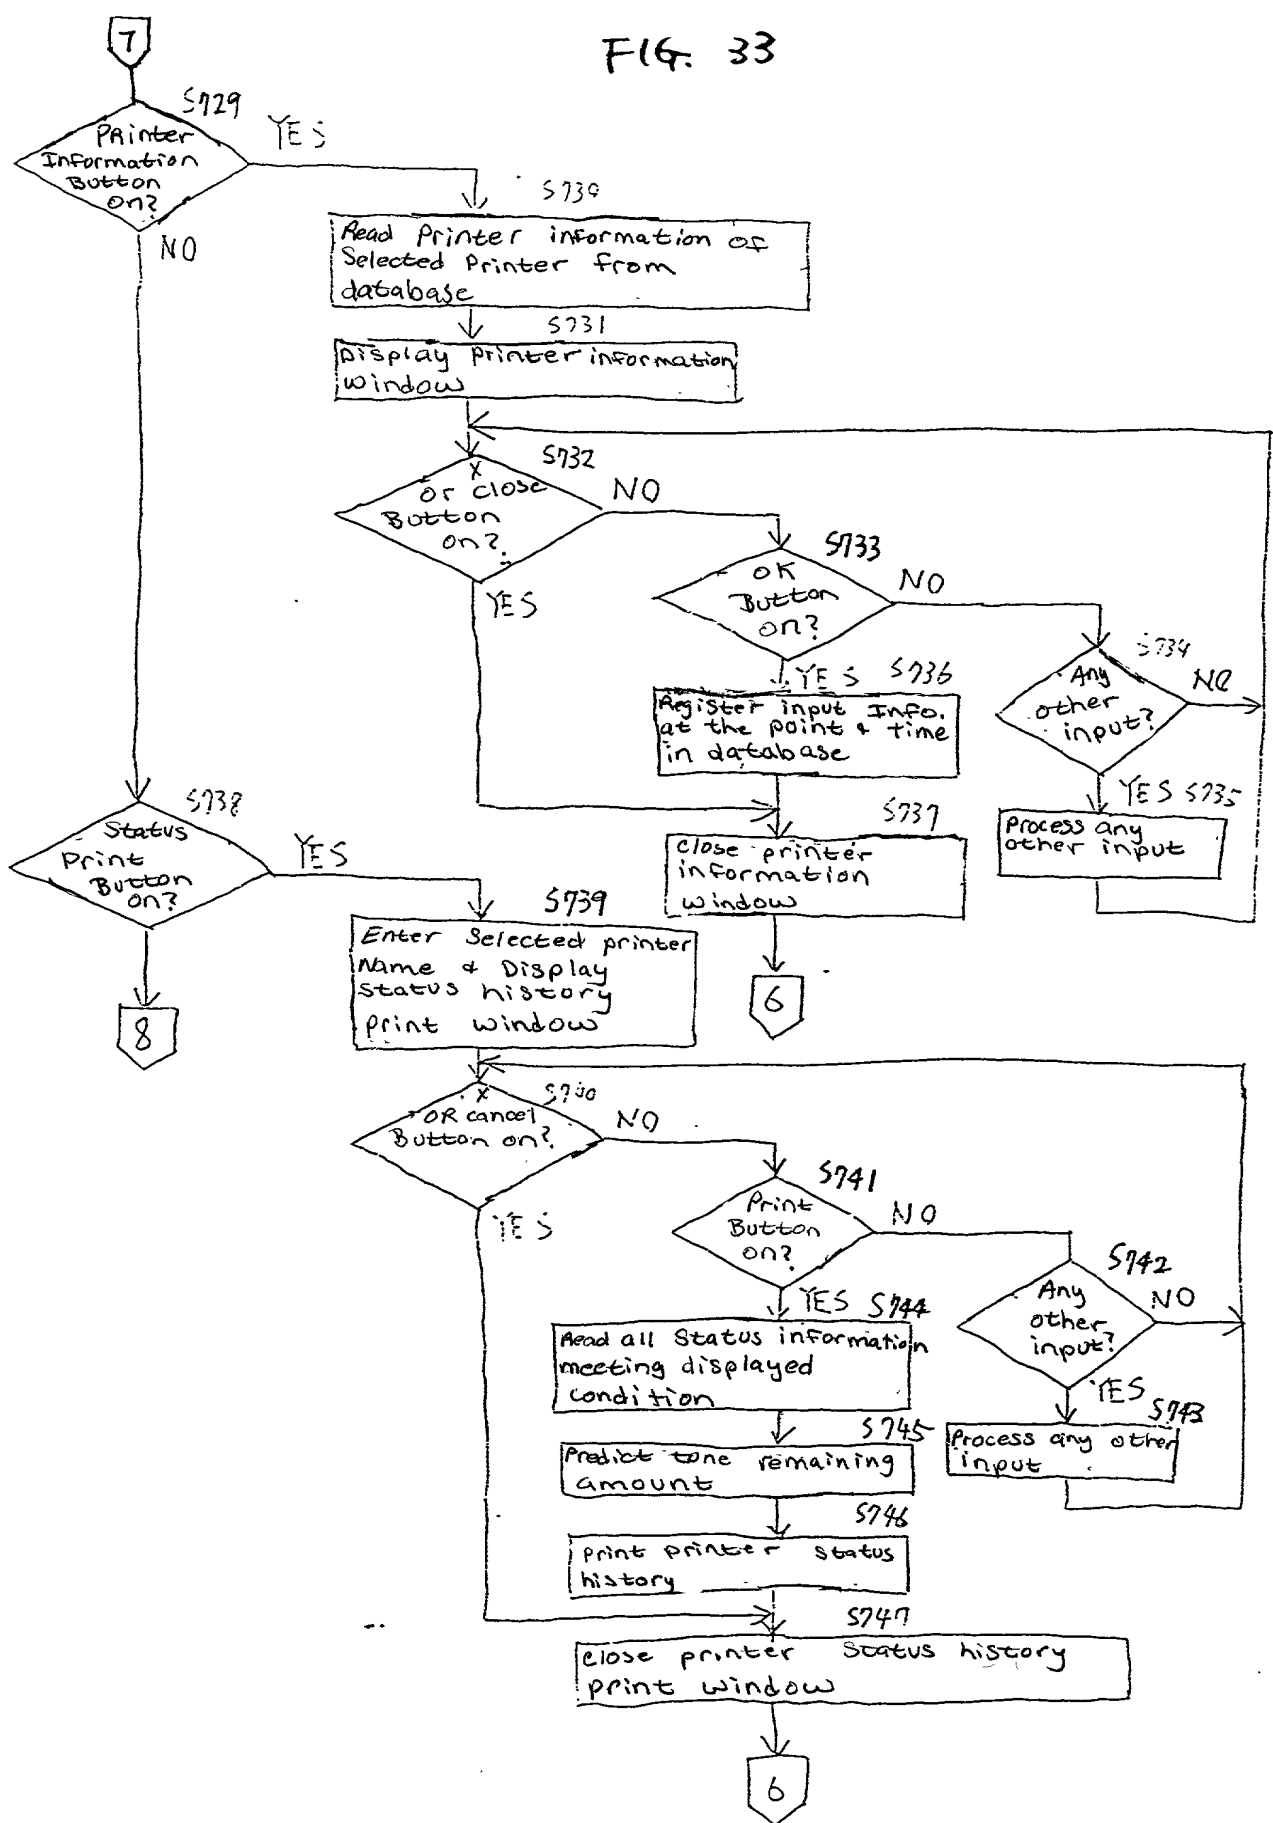 7
FIG. 33
S729
Printer
Information
Button
on?
YES
NO
S730
Read Printer information of
Selected Printer from
database
S731
Display Printer information
window
S732
X
or close
Button
on?
NO
YES
S733
OK
Button
on?
NO
YES
S734
Any
other
input?
NO
YES
S735
Process any
other input
S736
Register input Info.
at the point & time
in database
S737
Close printer
information
window
6
S738
Status
Print
Button
on?
YES
8
S739
Enter Selected printer
Name & Display
Status history
print window
S740
X
OR cancel
Button on?
NO
YES
S741
Print
Button
on?
NO
YES
S742
Any
other
input?
NO
YES
S743
Process any other
input
S744
Read all Status information
meeting displayed
condition
S745
Predict tone remaining
amount
S746
Print printer status
history
S747
Close printer Status history
print window
6